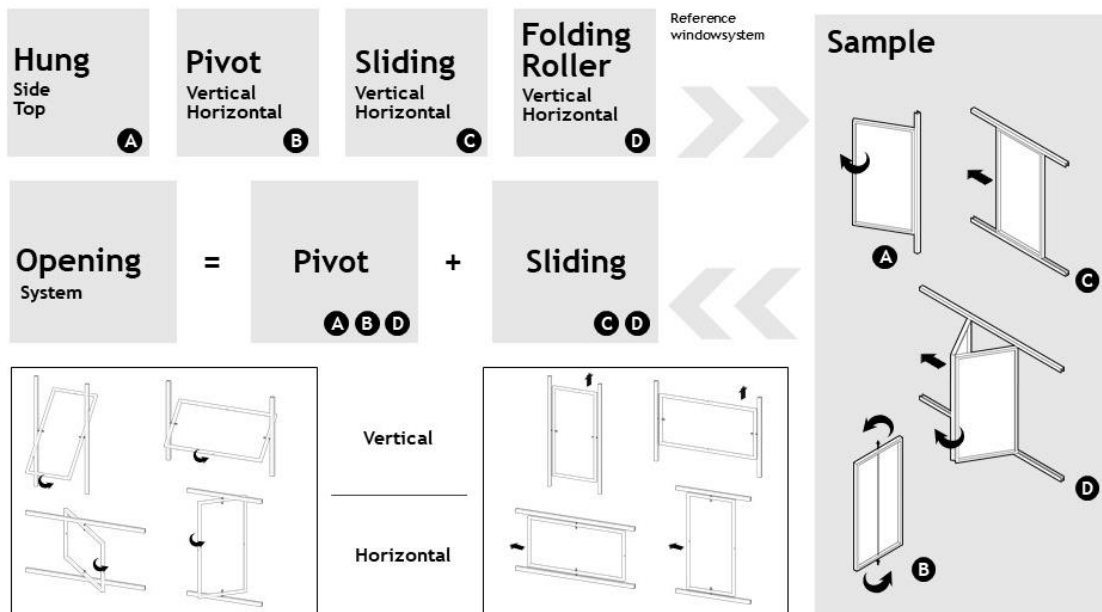 Hung
Side
Top
A
Pivot
Vertical
Horizontal
B
Sliding
Vertical
Horizontal
C
Folding
Roller
Vertical
Horizontal
D
Reference
windowsystem
Sample
A
C
D
B
Opening
System
=
Pivot
A B D
+
Sliding
C D
Vertical
Horizontal